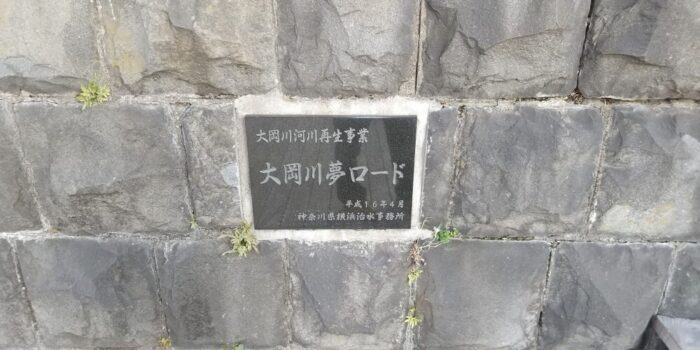 大岡川河川再生事業
大岡川夢ロード
平成16年4月
神奈川県横浜治水事務所